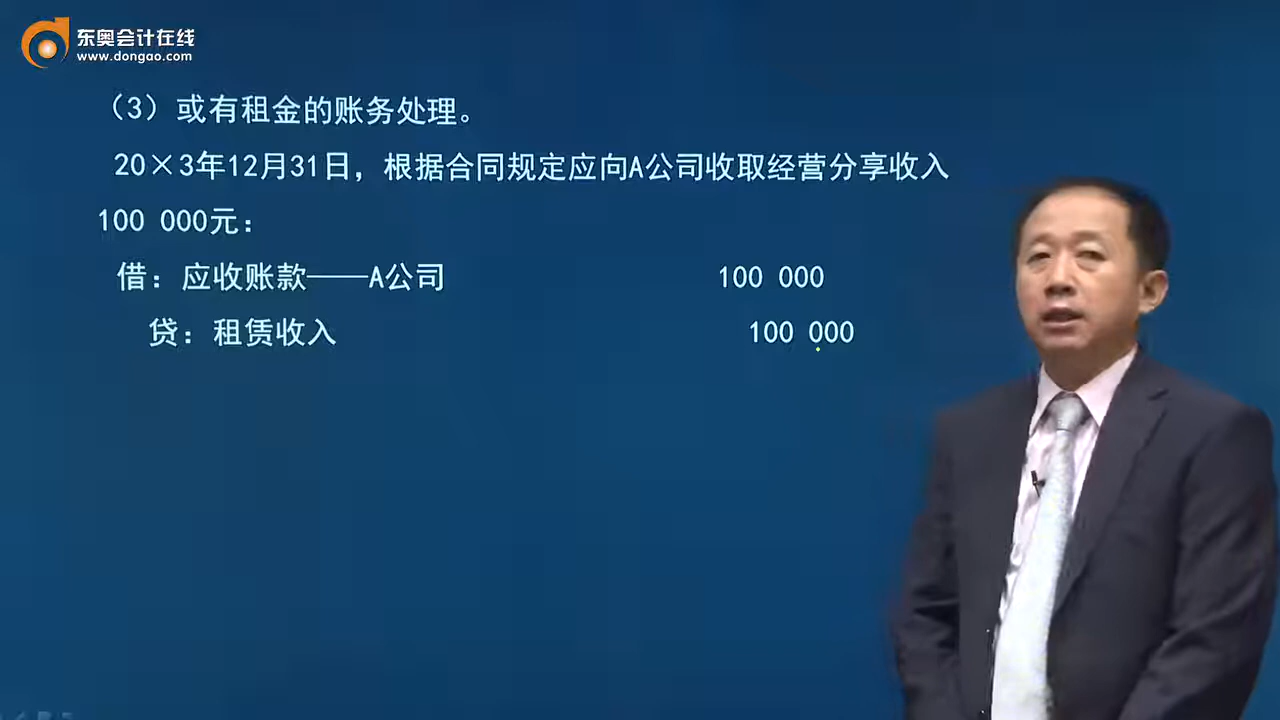 东奥会计在线
www.dongao.com
（3）或有租金的账务处理。
20×3年12月31日，根据合同规定应向A公司收取经营分享收入
100 000元：
借：应收账款——A公司 100 000
贷：租赁收入 100 000